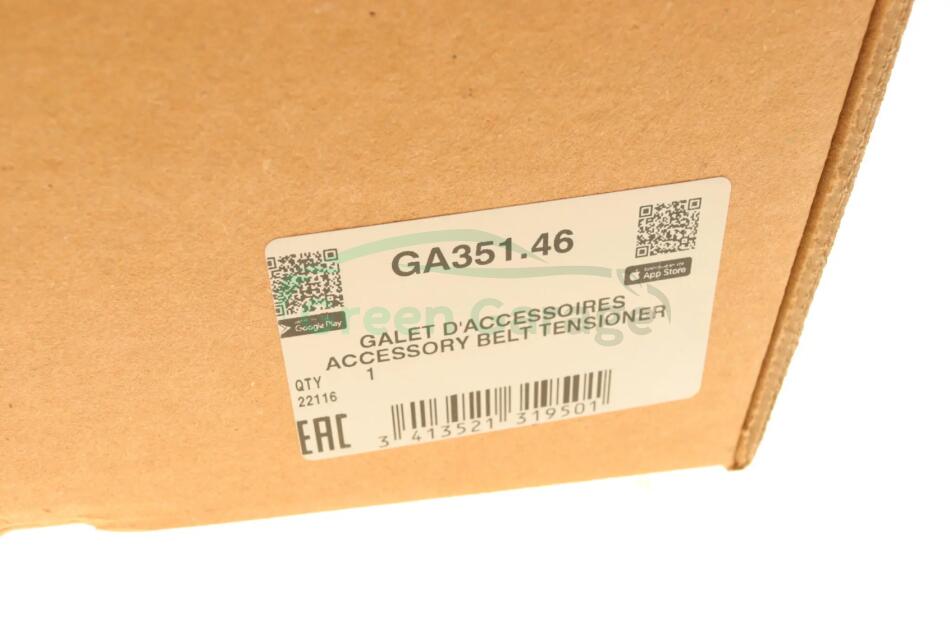 GA351.46
Google Play
App Store
Green Garage
GALET D'ACCESSOIRES
ACCESSORY BELT TENSIONER
QTY 1
22116
EAC
3 413521 319501